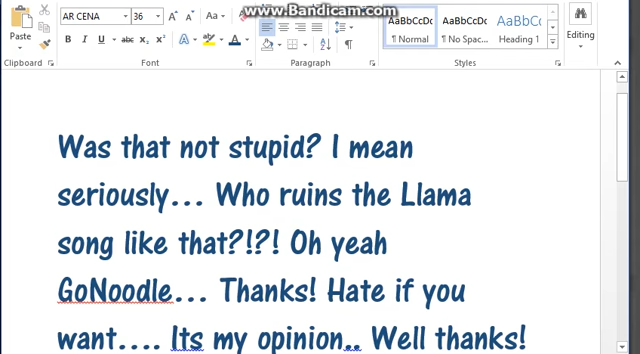 www.Bandicam.com
AR CENA 36 A A AaBbCcDc AaBbCcDc AaBbCc
Paste B I U A aby A ¶ Normal ¶ No Spac... Heading 1 Editing
Clipboard Font Paragraph Styles
Was that not stupid? I mean
seriously... Who ruins the Llama
song like that?!?! Oh yeah
GoNoodle... Thanks! Hate if you
want.... Its my opinion.. Well thanks!